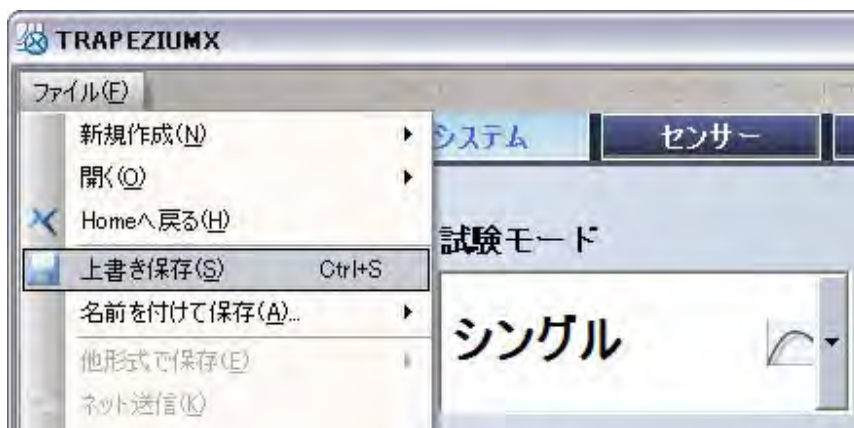 TRAPEZIUMX
ファイル(F)
新規作成(N)
開く(O)
Homeへ戻る(H)
上書き保存(S) Ctrl+S
名前を付けて保存(A)...
他形式で保存(E)
ネット送信(K)
システム センサー
試験モード
シングル